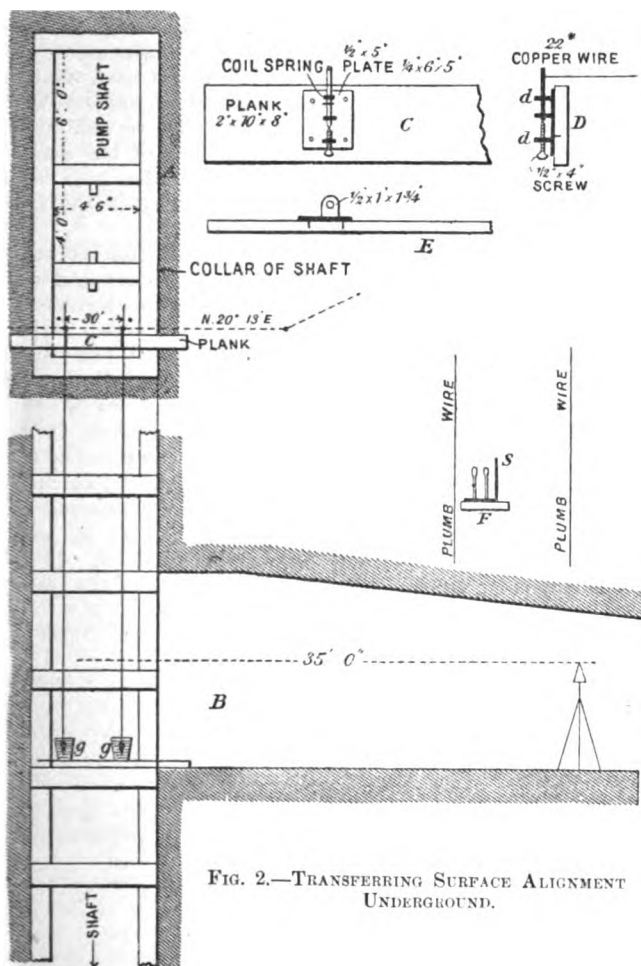 PUMP SHAFT
6.' 0."
4' 6"
4.' 0."
A
COLLAR OF SHAFT
30'
N. 20° 13' E
C
PLANK
½" x 5"
COIL SPRING
PLATE ¼" x 6" x 5"
PLANK
2" x 10" x 8"
C
½" x 1" x 1¾"
E
22#
COPPER WIRE
d
d
D
½" x 4"
SCREW
PLUMB WIRE
PLUMB WIRE
S
F
35' 0"
B
g
g
SHAFT
FIG. 2.—TRANSFERRING SURFACE ALIGNMENT
UNDERGROUND.